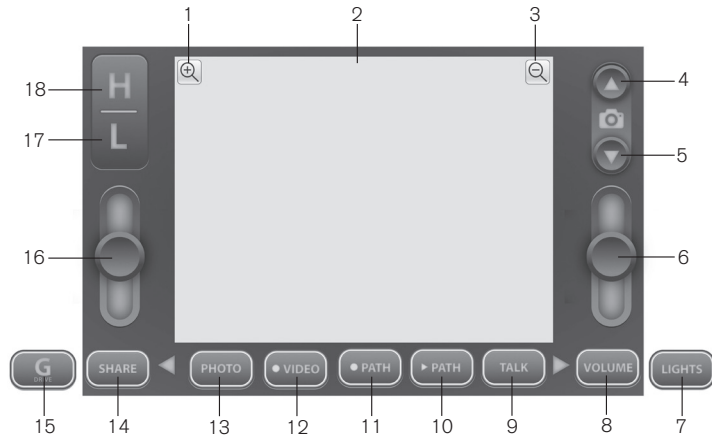 1 2 3
H
18
4
17
L
5
16
6
G
DRIVE
SHARE
PHOTO
VIDEO
PATH
PATH
TALK
VOLUME
LIGHTS
15 14 13 12 11 10 9 8 7